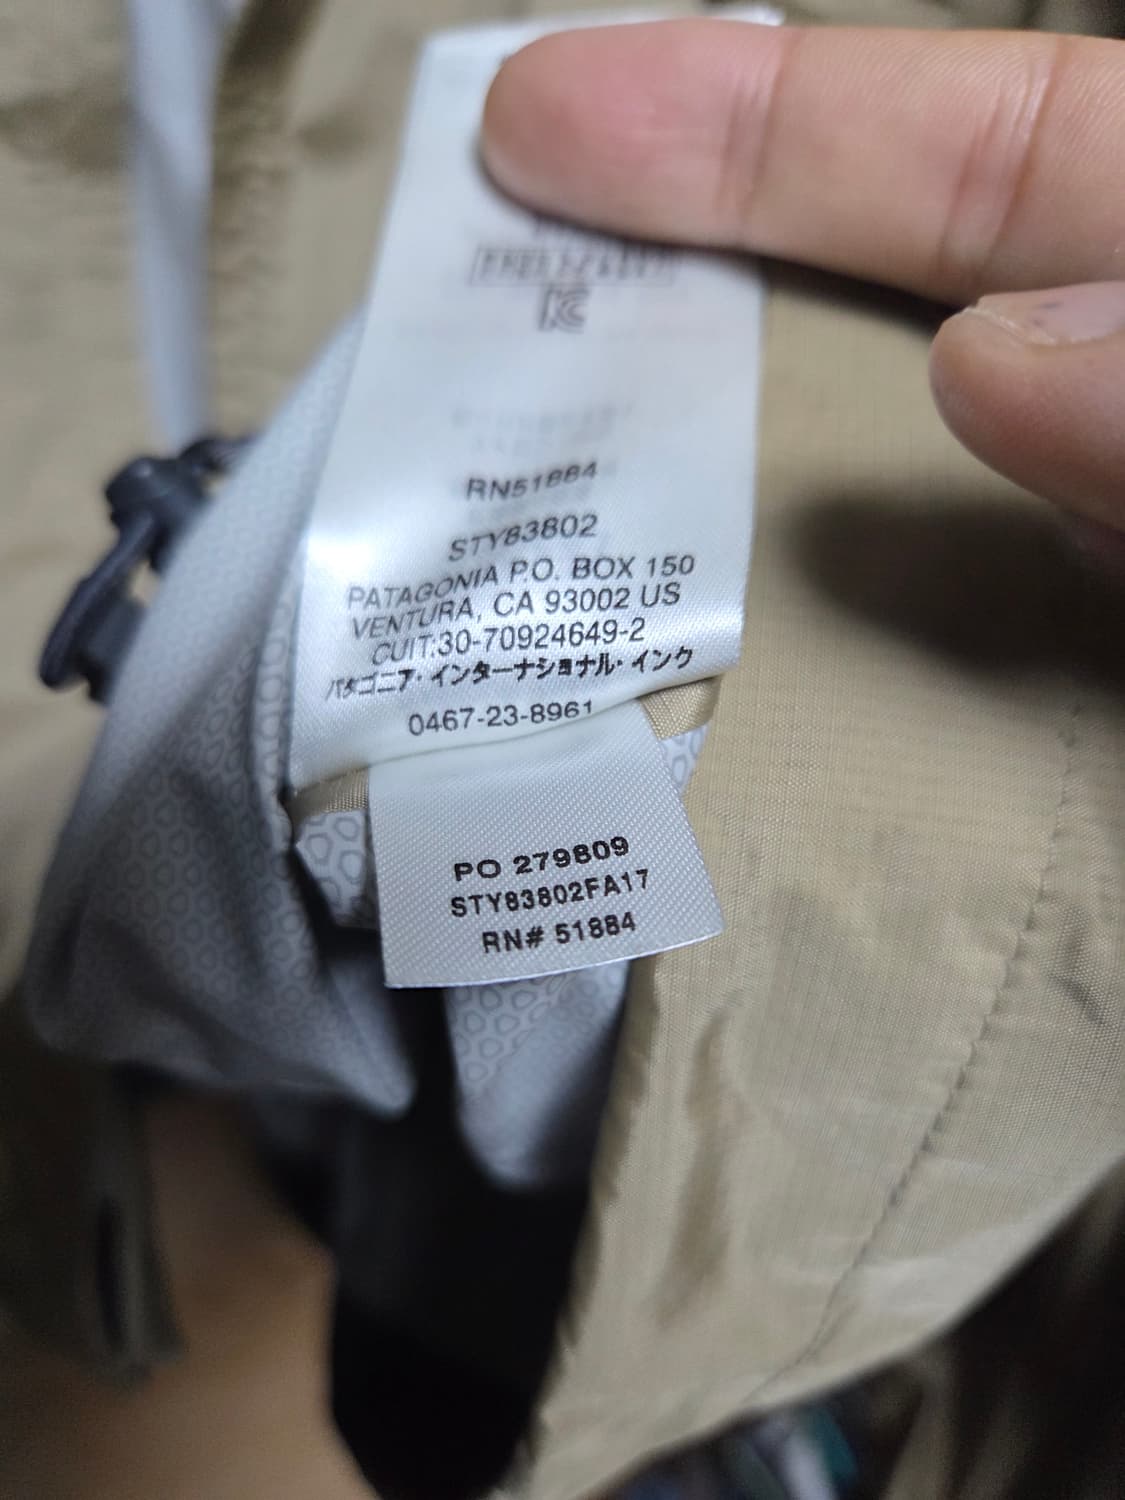 RN51884
STY83802
PATAGONIA P.O. BOX 150
VENTURA, CA 93002 US
CUIT:30-70924649-2
パタゴニア・インターナショナル・インク
0467-23-8961
PO 279809
STY83802FA17
RN# 51884